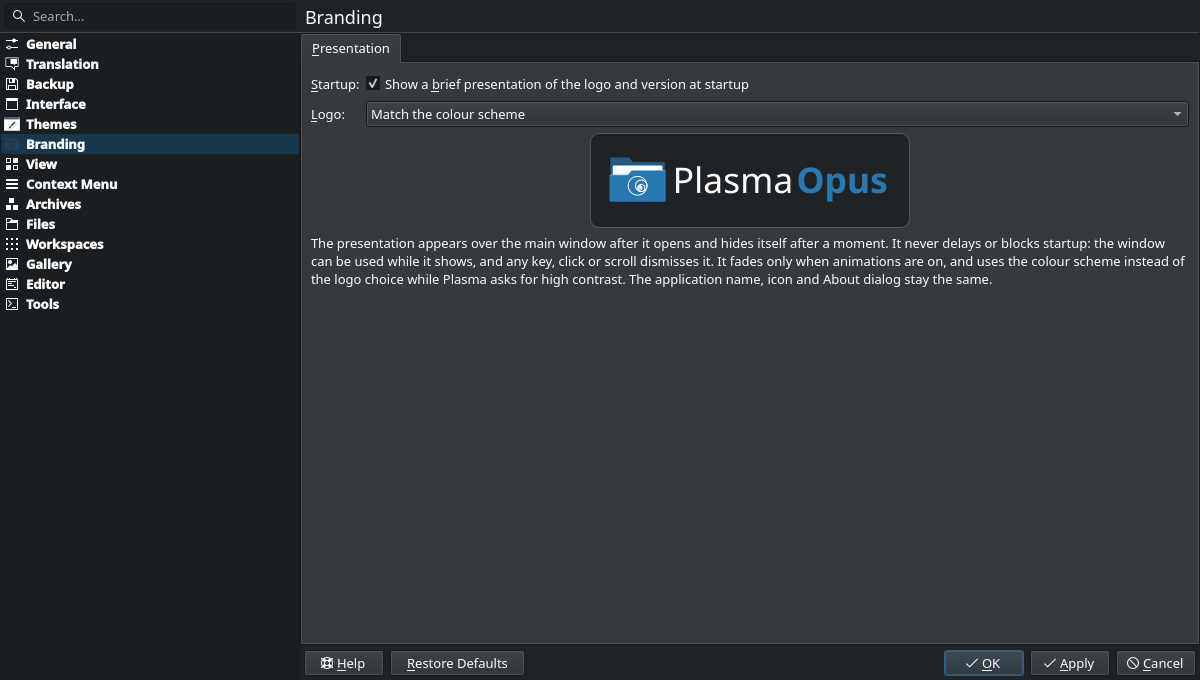 Search...
Branding
General
Translation
Backup
Interface
Themes
Branding
View
Context Menu
Archives
Files
Workspaces
Gallery
Editor
Tools
Presentation
Startup: Show a brief presentation of the logo and version at startup
Logo: Match the colour scheme
Plasma Opus
The presentation appears over the main window after it opens and hides itself after a moment. It never delays or blocks startup: the window
can be used while it shows, and any key, click or scroll dismisses it. It fades only when animations are on, and uses the colour scheme instead of
the logo choice while Plasma asks for high contrast. The application name, icon and About dialog stay the same.
Help
Restore Defaults
OK
Apply
Cancel